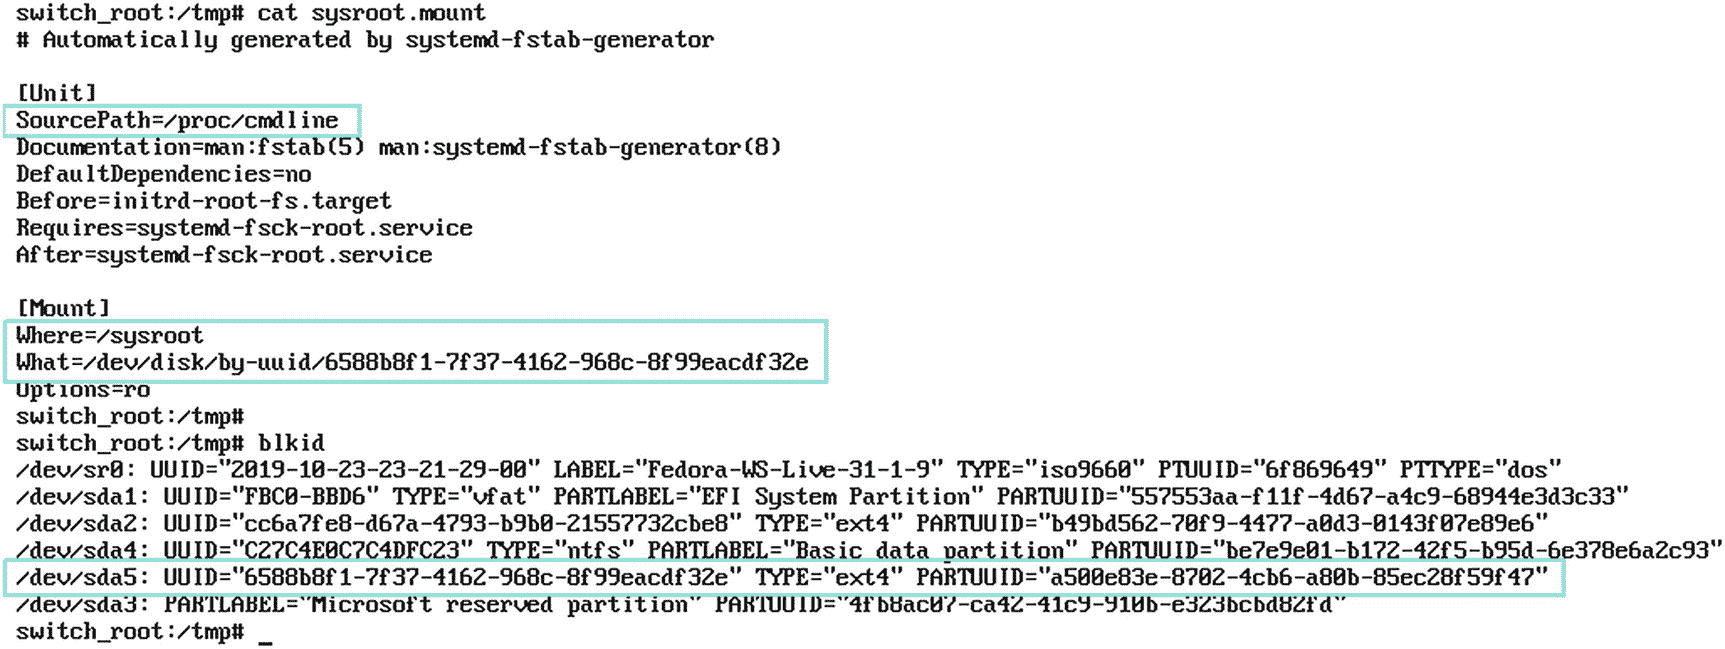 switch_root:/tmp# cat sysroot.mount
# Automatically generated by systemd-fstab-generator
[Unit]
SourcePath=/proc/cmdline
Documentation=man:fstab(5) man:systemd-fstab-generator(8)
DefaultDependencies=no
Before=initrd-root-fs.target
Requires=systemd-fsck-root.service
After=systemd-fsck-root.service
[Mount]
Where=/sysroot
What=/dev/disk/by-uuid/6588b8f1-7f37-4162-968c-8f99eacdf32e
Options=ro
switch_root:/tmp#
switch_root:/tmp# blkid
/dev/sr0: UUID="2019-10-23-23-21-29-00" LABEL="Fedora-WS-Live-31-1-9" TYPE="iso9660" PTUUID="6f869649" PTTYPE="dos"
/dev/sda1: UUID="FBC0-BBD6" TYPE="vfat" PARTLABEL="EFI System Partition" PARTUUID="557553aa-f11f-4d67-a4c9-68944e3d3c33"
/dev/sda2: UUID="cc6a7fe8-d67a-4793-b9b0-21557732cbe8" TYPE="ext4" PARTUUID="b49bd562-70f9-4477-a0d3-0143f07e89e6"
/dev/sda4: UUID="C27C4E0C7C4DFC23" TYPE="ntfs" PARTLABEL="Basic data partition" PARTUUID="be7e9e01-b172-42f5-b95d-6e378e6a2c93"
/dev/sda5: UUID="6588b8f1-7f37-4162-968c-8f99eacdf32e" TYPE="ext4" PARTUUID="a500e83e-8702-4cb6-a80b-85ec28f59f47"
/dev/sda3: PARTLABEL="Microsoft reserved partition" PARTUUID="4fb8ac07-ca42-41c9-910b-e323bcbd82fd"
switch_root:/tmp# _